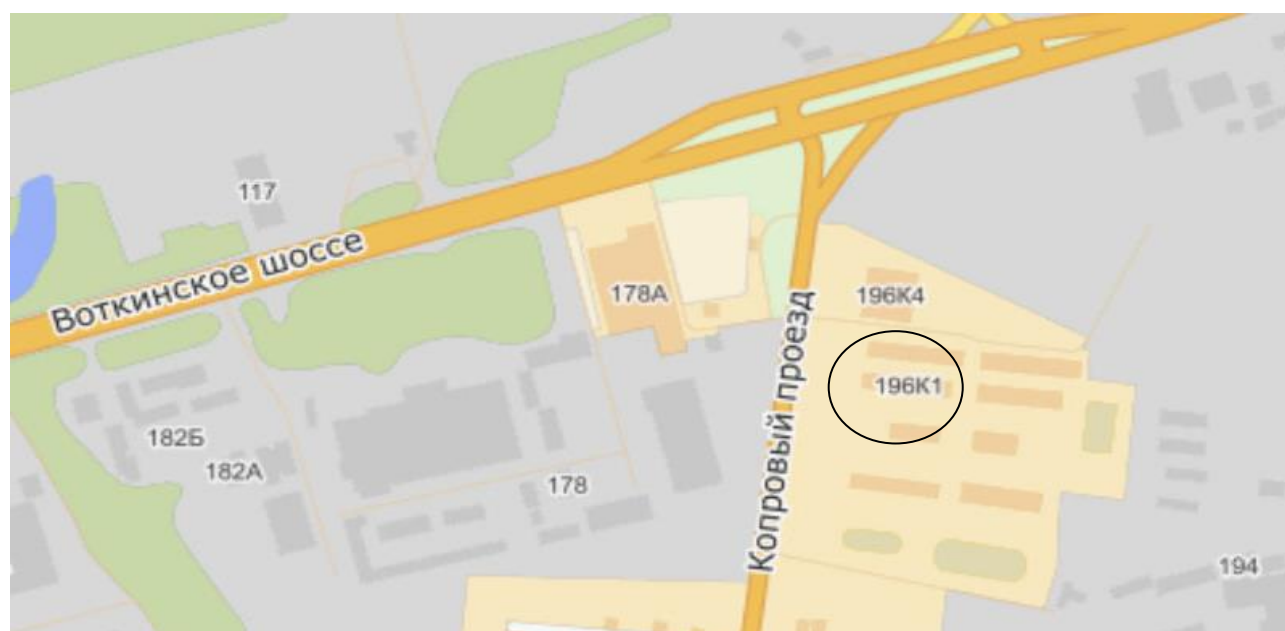 117
Воткинское шоссе
178А
196К4
Копровый проезд
196К1
182Б
182А
178
194